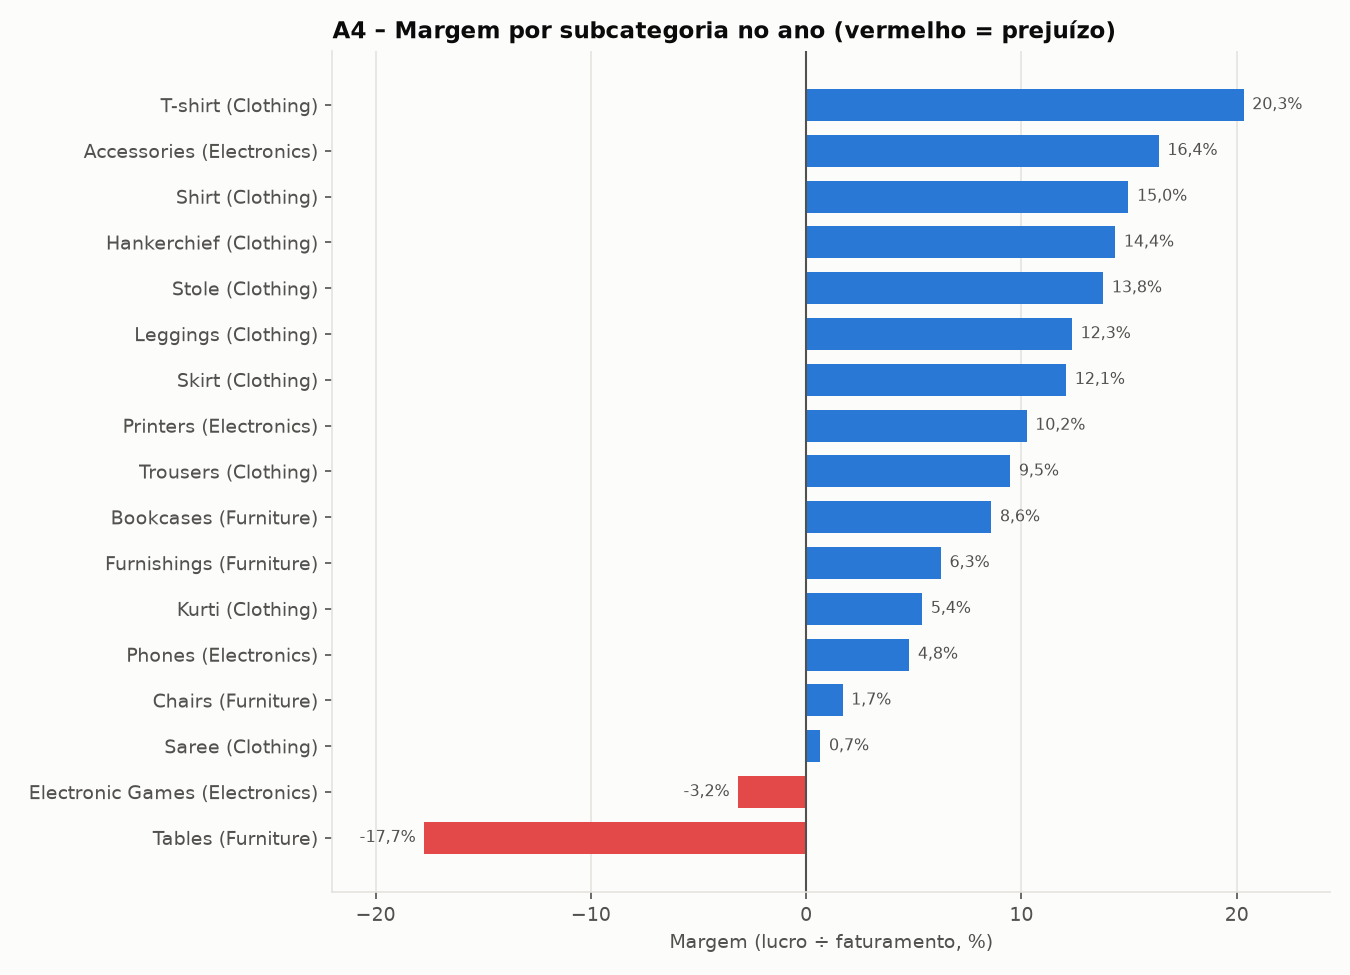 A4 – Margem por subcategoria no ano (vermelho = prejuízo)
T-shirt (Clothing) 20,3%
Accessories (Electronics) 16,4%
Shirt (Clothing) 15,0%
Hankerchief (Clothing) 14,4%
Stole (Clothing) 13,8%
Leggings (Clothing) 12,3%
Skirt (Clothing) 12,1%
Printers (Electronics) 10,2%
Trousers (Clothing) 9,5%
Bookcases (Furniture) 8,6%
Furnishings (Furniture) 6,3%
Kurti (Clothing) 5,4%
Phones (Electronics) 4,8%
Chairs (Furniture) 1,7%
Saree (Clothing) 0,7%
Electronic Games (Electronics) -3,2%
Tables (Furniture) -17,7%
−20 −10 0 10 20
Margem (lucro ÷ faturamento, %)